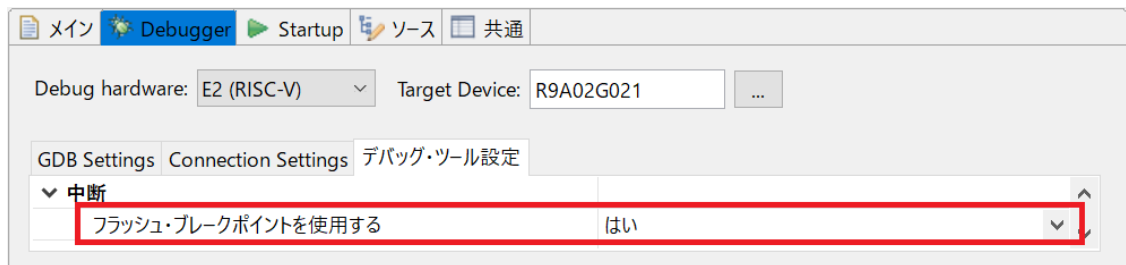 メイン Debugger Startup ソース 共通
Debug hardware: E2 (RISC-V) Target Device: R9A02G021 ...
GDB Settings Connection Settings デバッグ・ツール設定
中断
フラッシュ・ブレークポイントを使用する はい